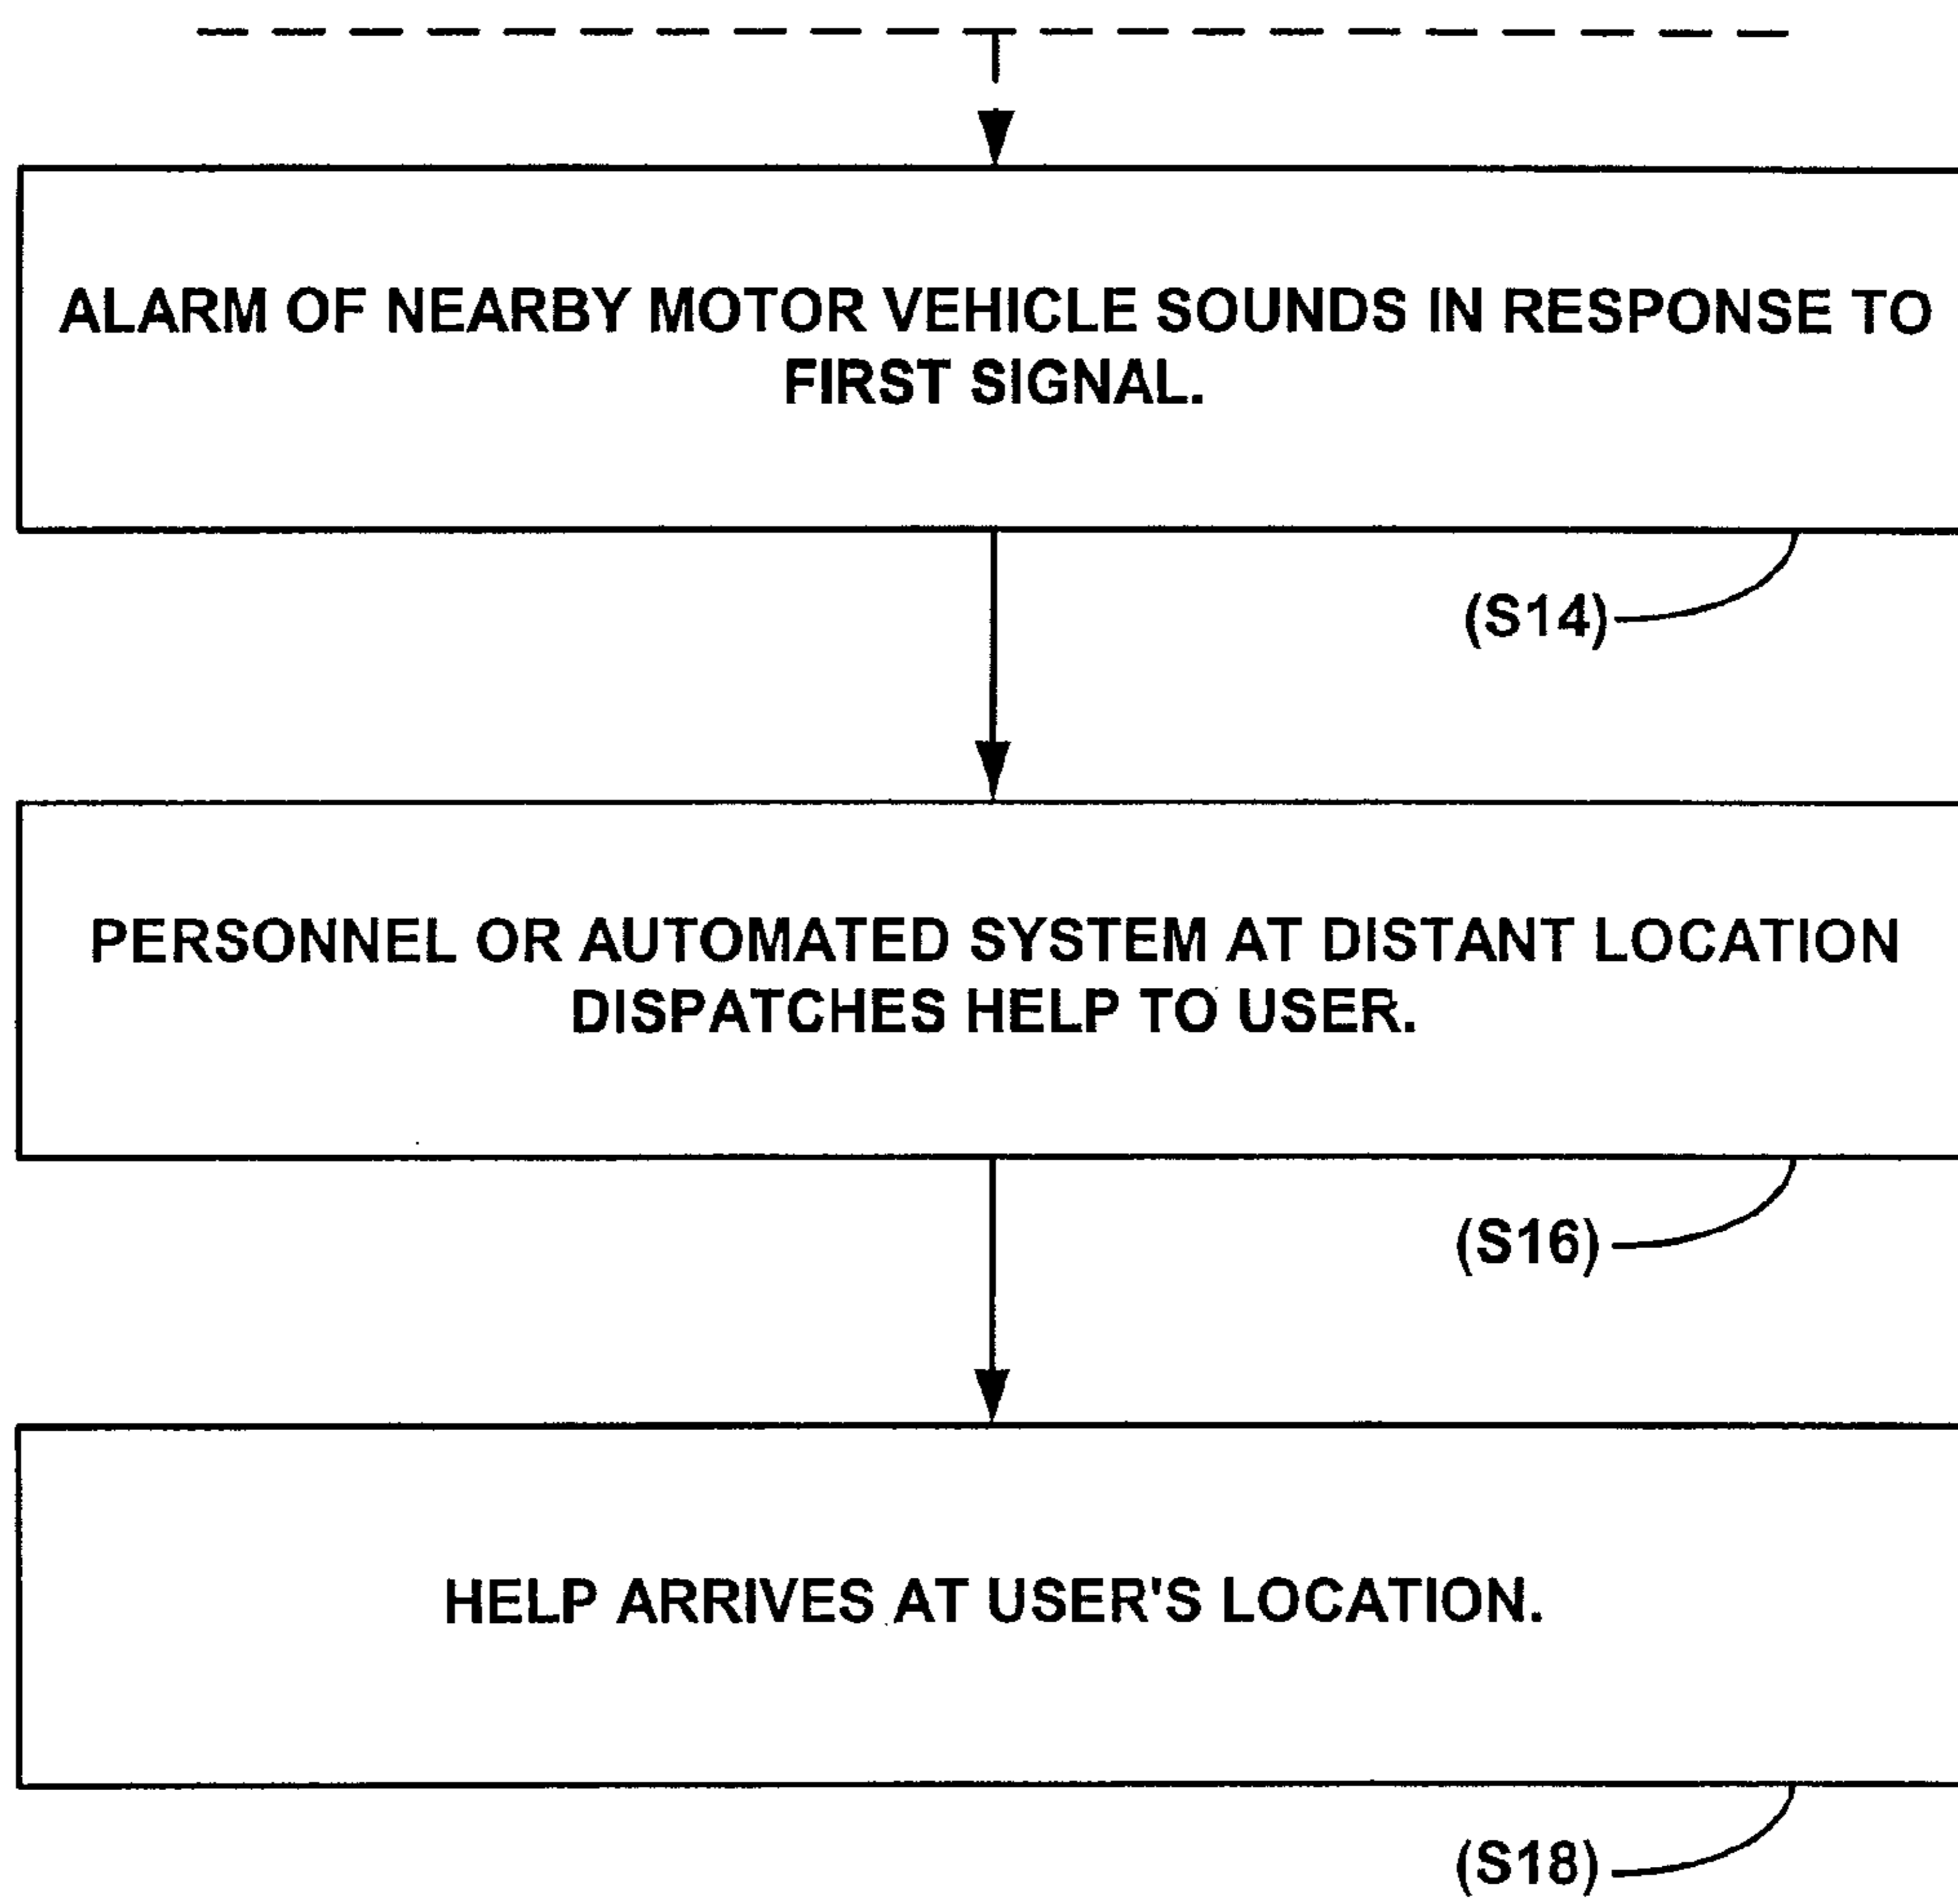 ALARM OF NEARBY MOTOR VEHICLE SOUNDS IN RESPONSE TO
FIRST SIGNAL.
(S14)
PERSONNEL OR AUTOMATED SYSTEM AT DISTANT LOCATION
DISPATCHES HELP TO USER.
(S16)
HELP ARRIVES AT USER'S LOCATION.
(S18)